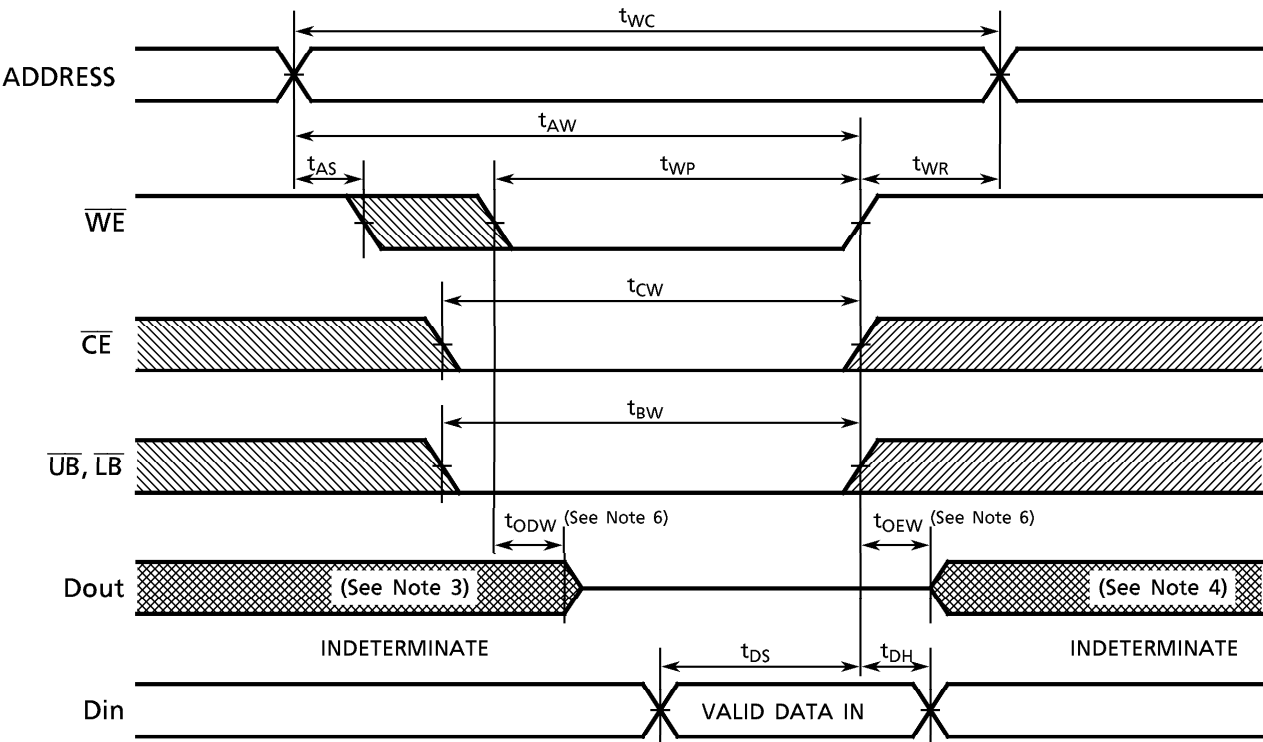 tWC
ADDRESS
tAW
tAS
tWP
tWR
WE
tCW
CE
tBW
UB, LB
tODW (See Note 6)
tOEW (See Note 6)
Dout
(See Note 3)
(See Note 4)
INDETERMINATE
INDETERMINATE
tDS
tDH
Din
VALID DATA IN